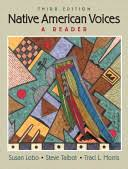 THIRD EDITION
Native American Voices
A READER
Susan Lobo • Steve Talbot • Traci L. Morris